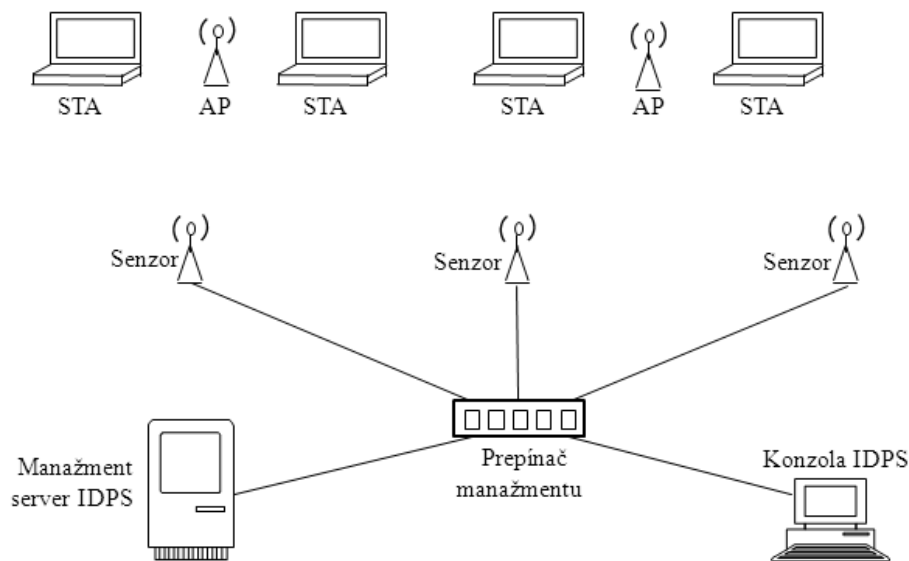 STA
AP
STA
STA
AP
STA
Senzor
Senzor
Senzor
Manažment
server IDPS
Prepínač
manažmentu
Konzola IDPS